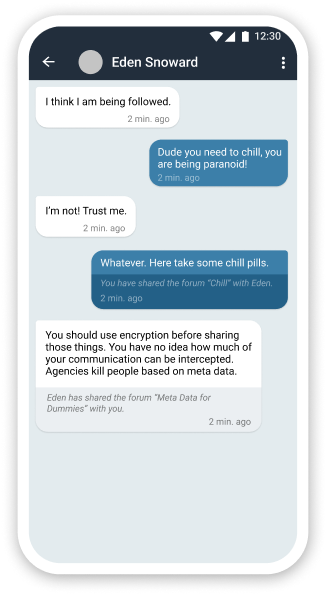 12:30
Eden Snoward
I think I am being followed.
2 min. ago
Dude you need to chill, you
are being paranoid!
2 min. ago
I'm not! Trust me.
2 min. ago
Whatever. Here take some chill pills.
You have shared the forum “Chill” with Eden.
2 min. ago
You should use encryption before sharing
those things. You have no idea how much of
your communication can be intercepted.
Agencies kill people based on meta data.
Eden has shared the forum “Meta Data for
Dummies” with you.
2 min. ago